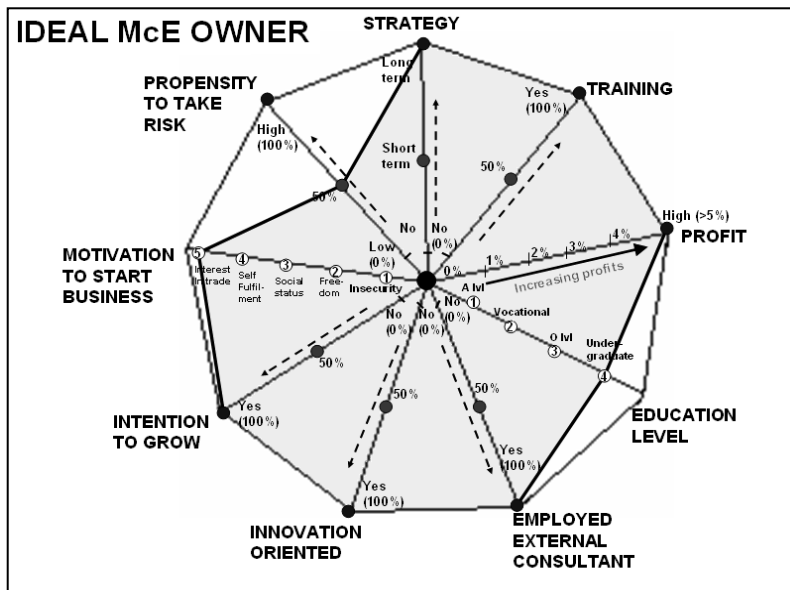 IDEAL McE OWNER
STRATEGY
PROPENSITY
TO TAKE
RISK
TRAINING
Long
term
Yes
(100%)
High
(100%)
Short
term
50%
50%
High (>5%)
PROFIT
No
No
(0%)
Low
(0%)
0%
1%
2%
3%
4%
Increasing profits
MOTIVATION
TO START
BUSINESS
5
Interest
In trade
4
Self
Fulfil-
ment
3
Social
status
2
Free-
dom
1
Insecurity
A lvl
1
Vocational
2
O lvl
3
Under-
graduate
4
EDUCATION
LEVEL
No
(0%)
No
(0%)
No
(0%)
50%
50%
50%
INTENTION
TO GROW
Yes
(100%)
Yes
(100%)
Yes
(100%)
INNOVATION
ORIENTED
EMPLOYED
EXTERNAL
CONSULTANT